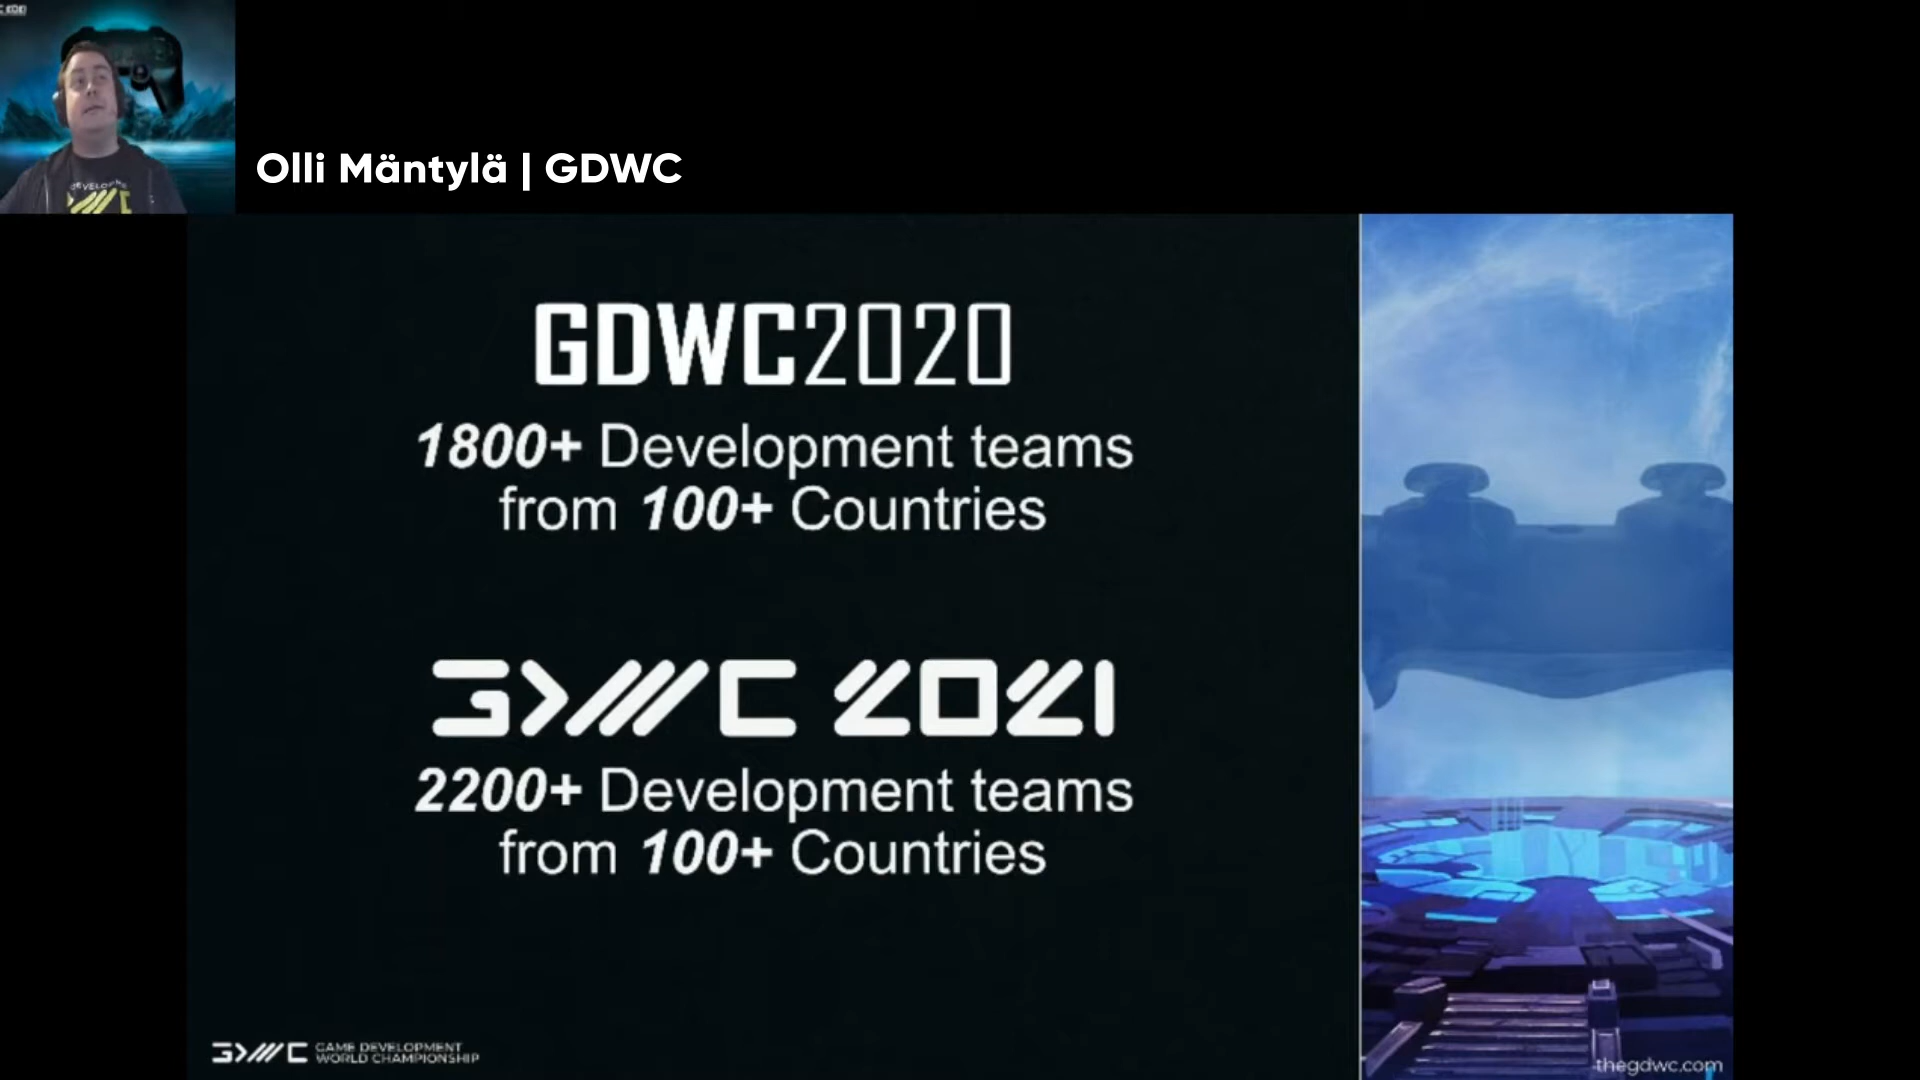 Olli Mäntylä | GDWC
GDWC2020
1800+ Development teams
from 100+ Countries
GDWC 2021
2200+ Development teams
from 100+ Countries
GDWC GAME DEVELOPMENT
WORLD CHAMPIONSHIP
thegdwc.com